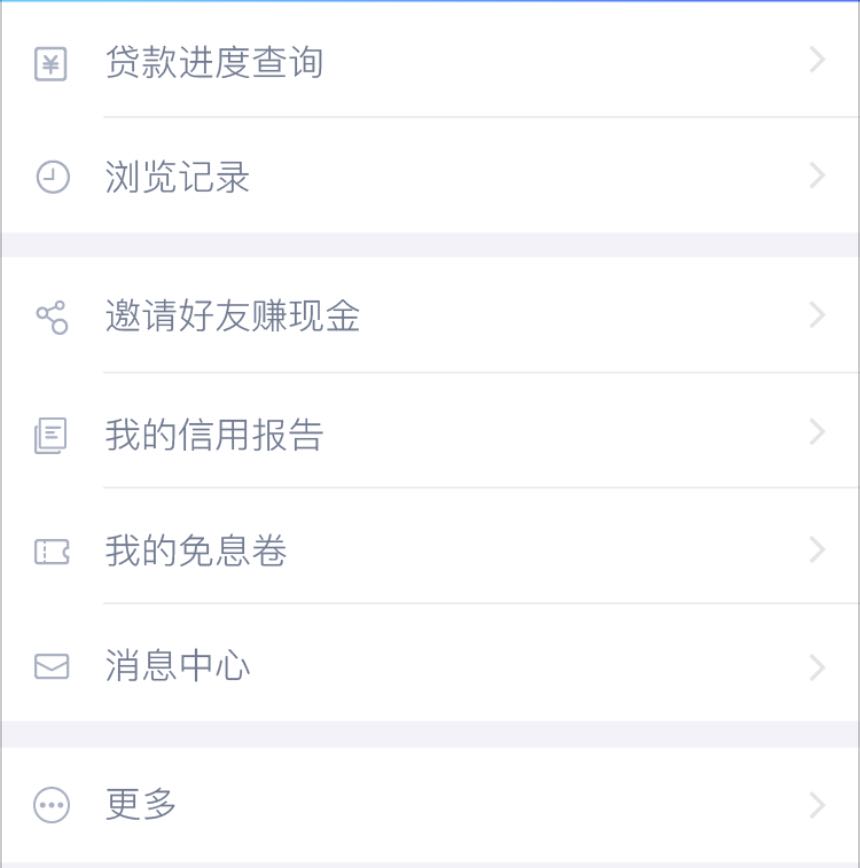 贷款进度查询
浏览记录
邀请好友赚现金
我的信用报告
我的免息卷
消息中心
更多